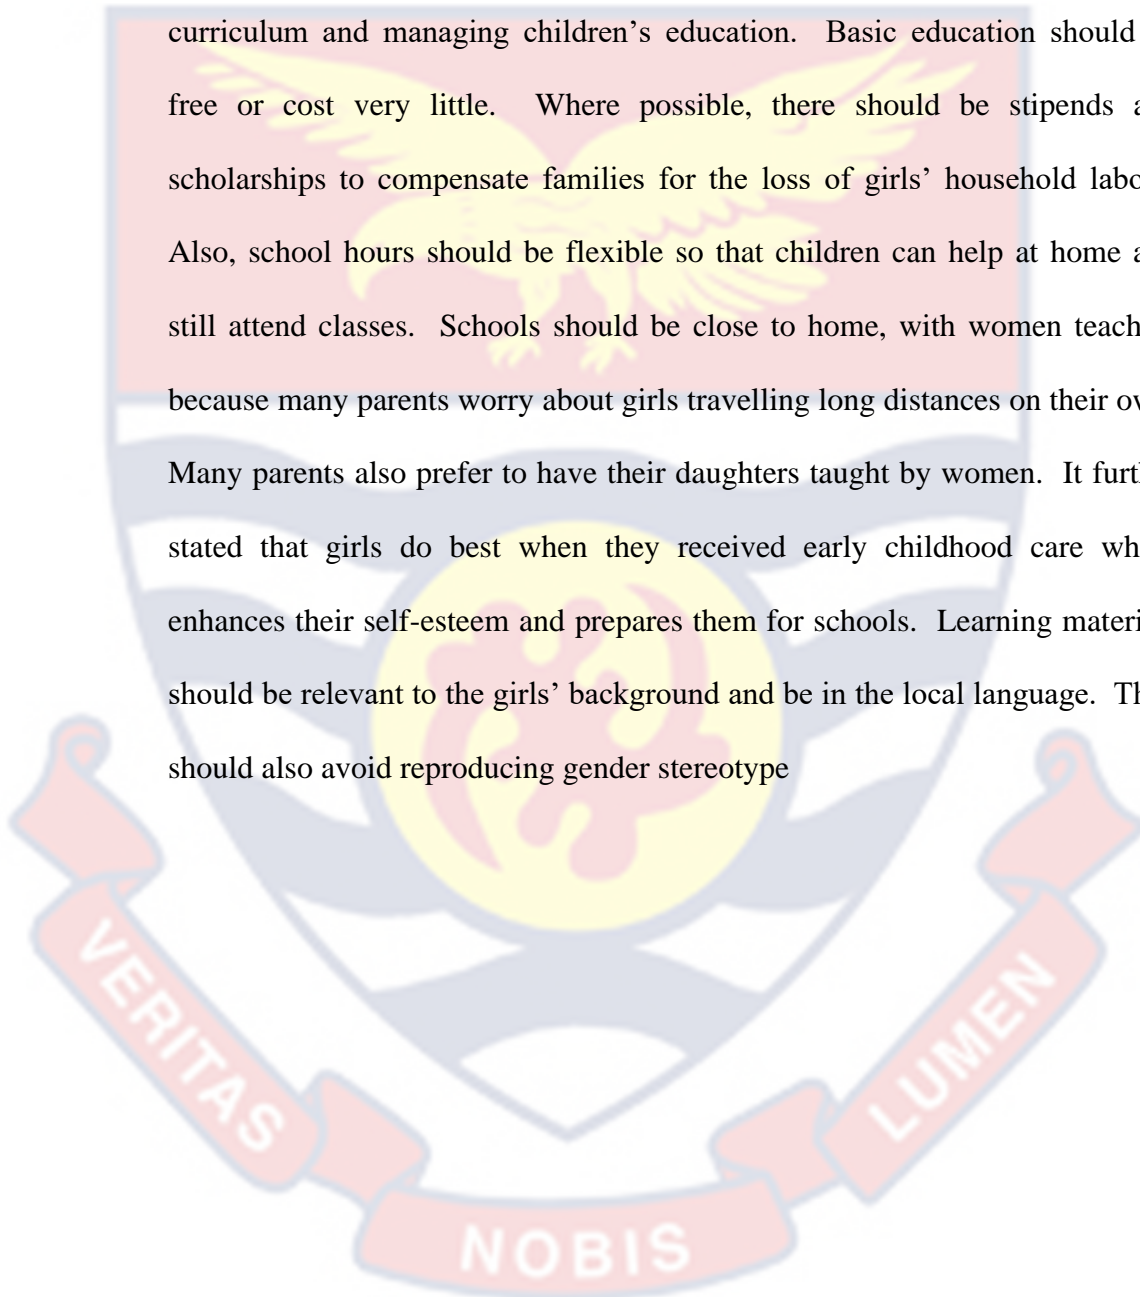 curriculum and managing children’s education. Basic education should
free or cost very little. Where possible, there should be stipends
scholarships to compensate families for the loss of girls’ household
Also, school hours should be flexible so that children can help at home
still attend classes. Schools should be close to home, with women
because many parents worry about girls travelling long distances on their
Many parents also prefer to have their daughters taught by women. It
stated that girls do best when they received early childhood care
enhances their self-esteem and prepares them for schools. Learning
should be relevant to the girls’ background and be in the local language.
should also avoid reproducing gender stereotype
VERITAS
NOBIS
LUMEN